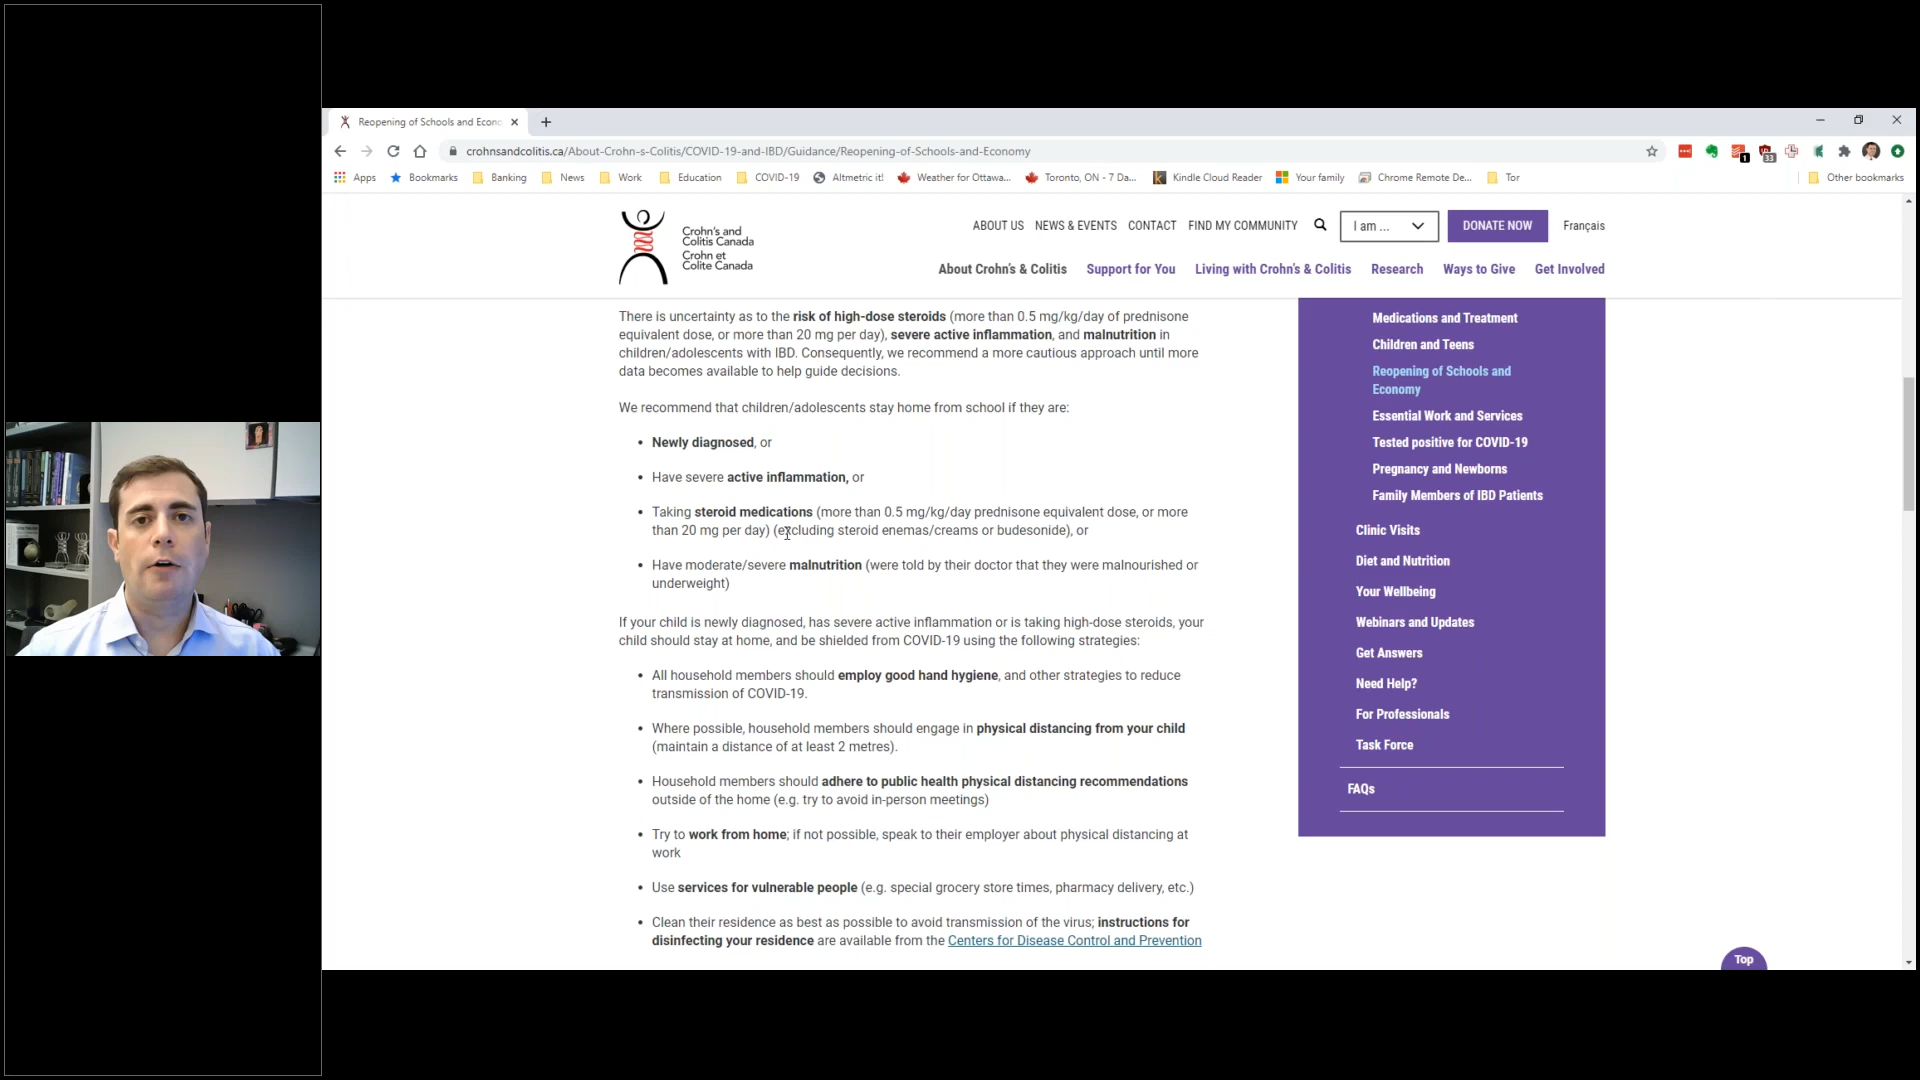 Reopening of Schools and Econo
crohnsandcolitis.ca/About-Crohn-s-Colitis/COVID-19-and-IBD/Guidance/Reopening-of-Schools-and-Economy
1
33
Apps Bookmarks Banking News Work Education COVID-19 Altmetric it! Weather for Ottawa... Toronto, ON - 7 Da... Kindle Cloud Reader Your family Chrome Remote De... Tor Other bookmarks
Crohn's and
Colitis Canada
Crohn et
Colite Canada
ABOUT US NEWS & EVENTS CONTACT FIND MY COMMUNITY I am ... DONATE NOW Français
About Crohn's & Colitis Support for You Living with Crohn's & Colitis Research Ways to Give Get Involved
There is uncertainty as to the risk of high-dose steroids (more than 0.5 mg/kg/day of prednisone
equivalent dose, or more than 20 mg per day), severe active inflammation, and malnutrition in
children/adolescents with IBD. Consequently, we recommend a more cautious approach until more
data becomes available to help guide decisions.
We recommend that children/adolescents stay home from school if they are:
• Newly diagnosed, or
• Have severe active inflammation, or
• Taking steroid medications (more than 0.5 mg/kg/day prednisone equivalent dose, or more
than 20 mg per day) (excluding steroid enemas/creams or budesonide), or
• Have moderate/severe malnutrition (were told by their doctor that they were malnourished or
underweight)
If your child is newly diagnosed, has severe active inflammation or is taking high-dose steroids, your
child should stay at home, and be shielded from COVID-19 using the following strategies:
• All household members should employ good hand hygiene, and other strategies to reduce
transmission of COVID-19.
• Where possible, household members should engage in physical distancing from your child
(maintain a distance of at least 2 metres).
• Household members should adhere to public health physical distancing recommendations
outside of the home (e.g. try to avoid in-person meetings)
• Try to work from home; if not possible, speak to their employer about physical distancing at
work
• Use services for vulnerable people (e.g. special grocery store times, pharmacy delivery, etc.)
• Clean their residence as best as possible to avoid transmission of the virus; instructions for
disinfecting your residence are available from the Centers for Disease Control and Prevention
Medications and Treatment
Children and Teens
Reopening of Schools and
Economy
Essential Work and Services
Tested positive for COVID-19
Pregnancy and Newborns
Family Members of IBD Patients
Clinic Visits
Diet and Nutrition
Your Wellbeing
Webinars and Updates
Get Answers
Need Help?
For Professionals
Task Force
FAQs
Top